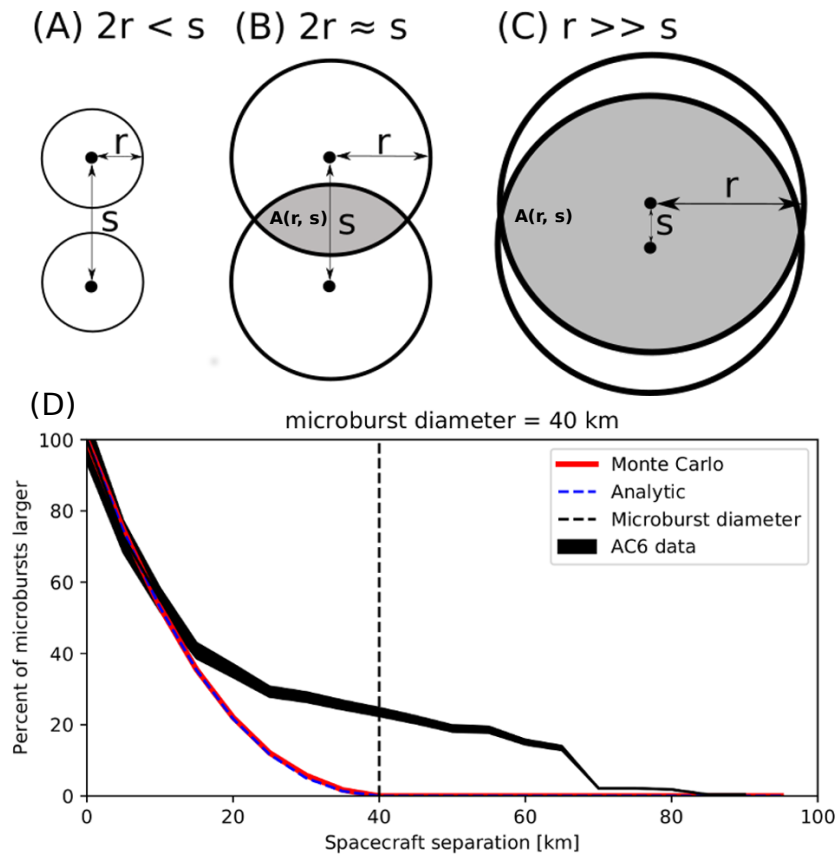 (A) 2r < s
(B) 2r ≈ s
(C) r >> s
r
s
r
A(r, s)
s
r
A(r, s)
s
(D)
microburst diameter = 40 km
100
80
60
40
20
0
Percent of microbursts larger
Monte Carlo
Analytic
Microburst diameter
AC6 data
0 20 40 60 80 100
Spacecraft separation [km]